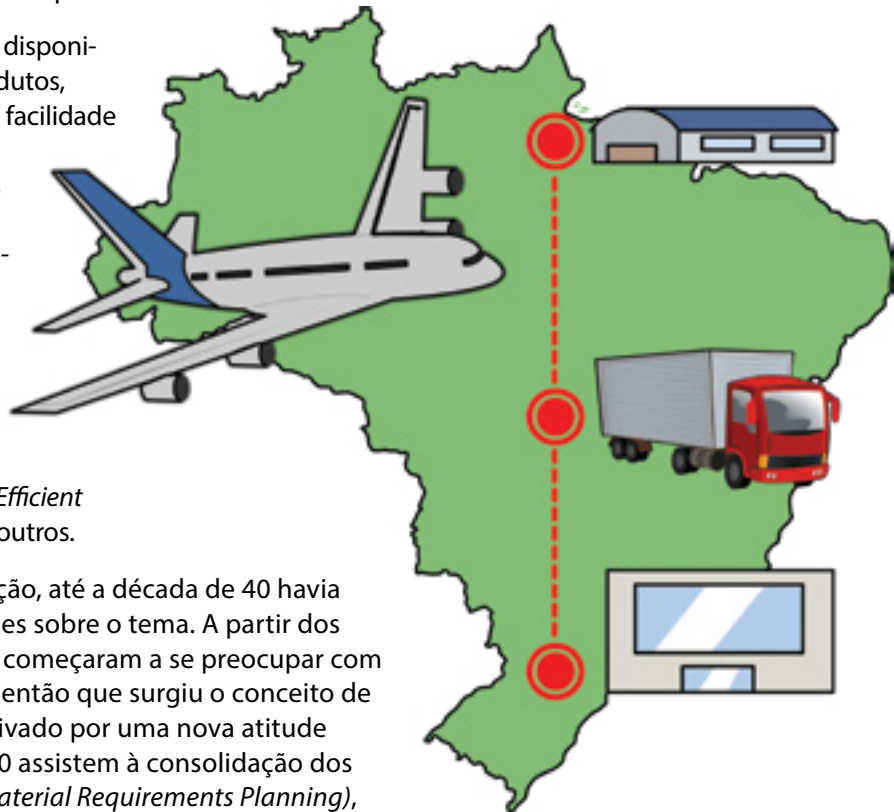 disponi-
dutos,
facilidade
-
Efficient
outros.
ção, até a década de 40 havia
es sobre o tema. A partir dos
começaram a se preocupar com
então que surgiu o conceito de
ivado por uma nova atitude
0 assistem à consolidação dos
aterial Requirements Planning),